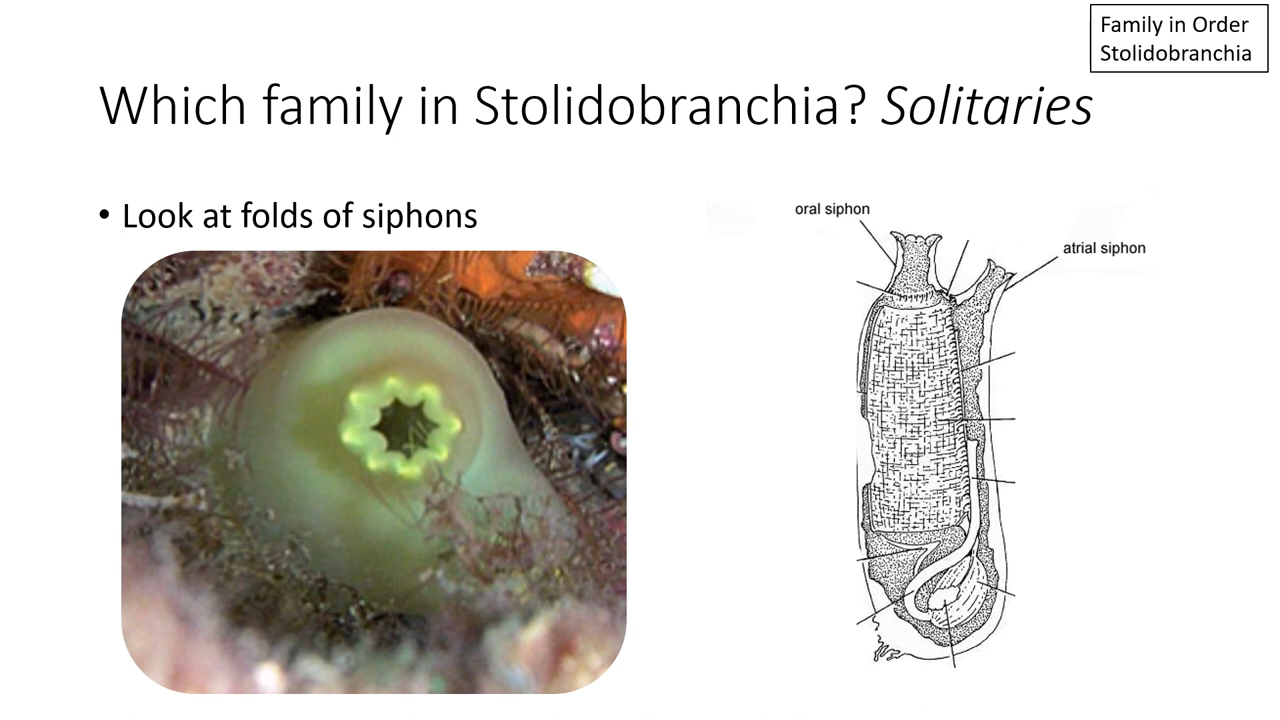 Family in Order
Stolidobranchia
Which family in Stolidobranchia? Solitaries
• Look at folds of siphons
oral siphon
atrial siphon